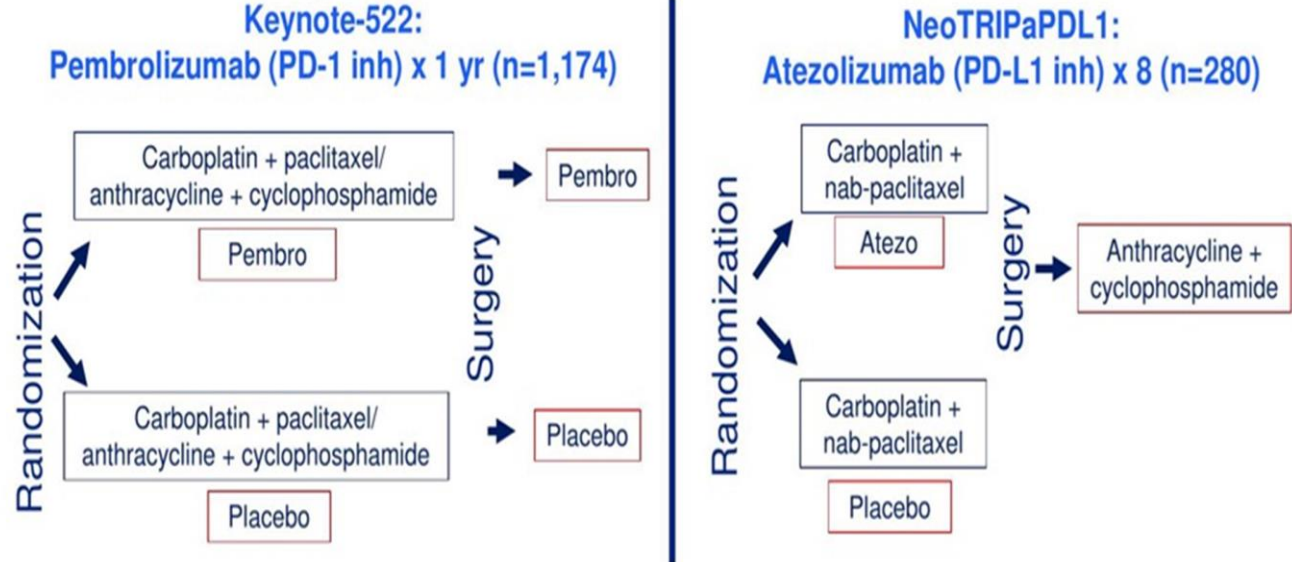 Keynote-522:
Pembrolizumab (PD-1 inh) x 1 yr (n=1,174)
Randomization
Carboplatin + paclitaxel/
anthracycline + cyclophosphamide
Pembro
Surgery
Pembro
Carboplatin + paclitaxel/
anthracycline + cyclophosphamide
Placebo
Placebo
NeoTRIPaPDL1:
Atezolizumab (PD-L1 inh) x 8 (n=280)
Randomization
Carboplatin +
nab-paclitaxel
Atezo
Surgery
Anthracycline +
cyclophosphamide
Carboplatin +
nab-paclitaxel
Placebo